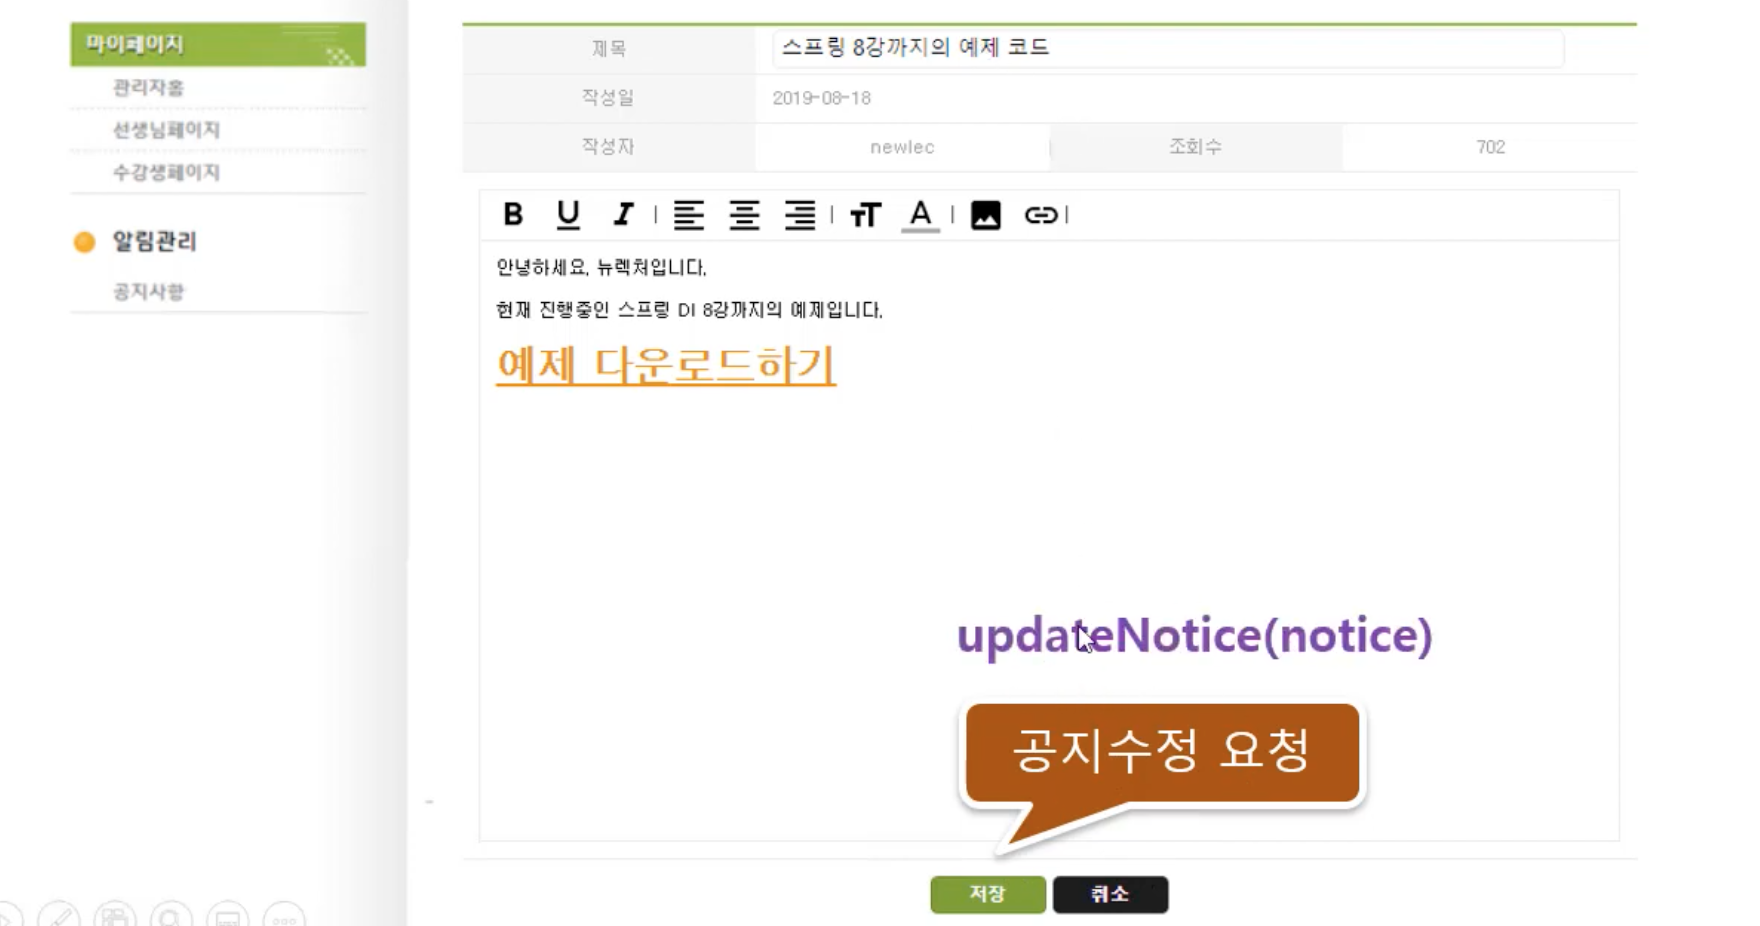 마이페이지
관리자홈
선생님페이지
수강생페이지
알림관리
공지사항
제목 스프링 8강까지의 예제 코드
작성일 2019-08-18
작성자 newlec 조회수 702
B U I TT A
안녕하세요, 뉴렉처입니다.
현재 진행중인 스프링 DI 8강까지의 예제입니다.
예제 다운로드하기
updateNotice(notice)
공지수정 요청
저장 취소